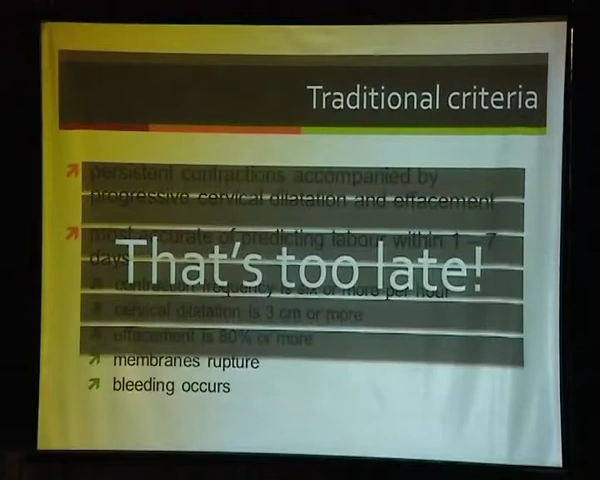 Traditional criteria
persistent contractions accompanied by
progressive cervical dilatation and effacement
most accurate of predicting labour within 1 – 7
days
That's too late!
contraction frequency is six or more per hour
cervical dilatation is 3 cm or more
effacement is 80% or more
membranes rupture
bleeding occurs